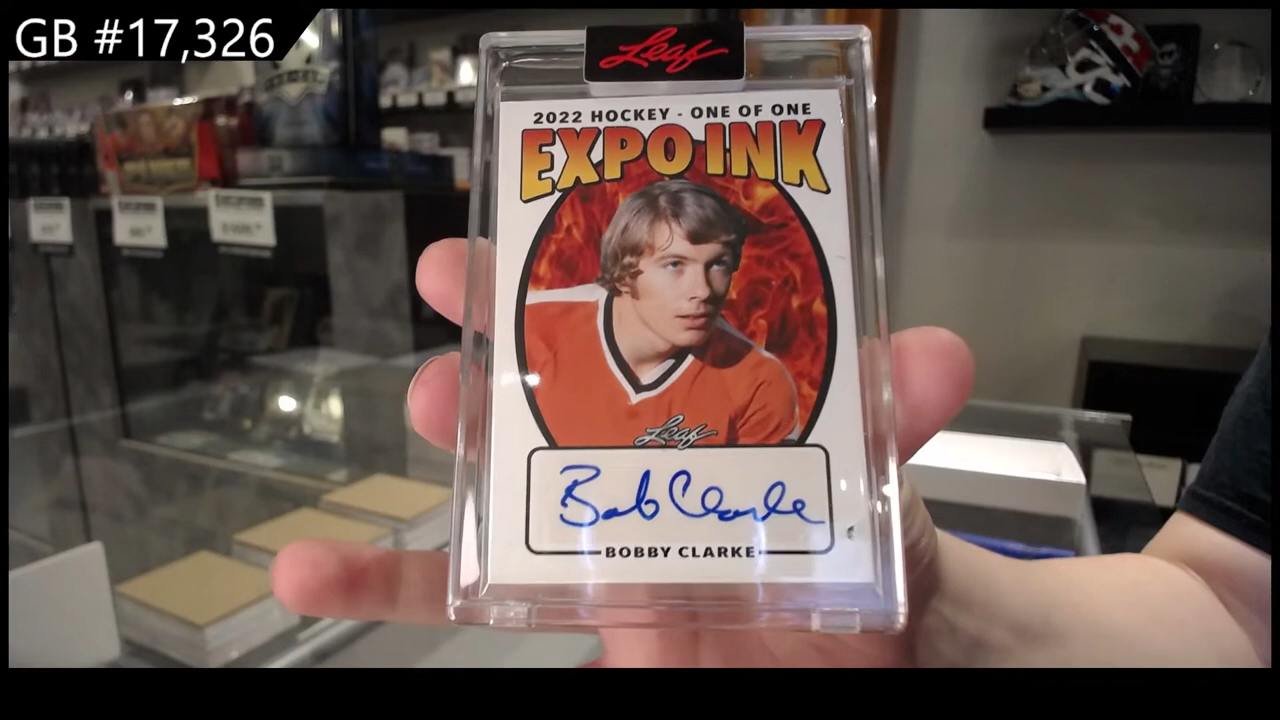 GB #17,326
Leaf
2022 HOCKEY - ONE OF ONE
EXPO INK
Leaf
Bob Clarke
BOBBY CLARKE